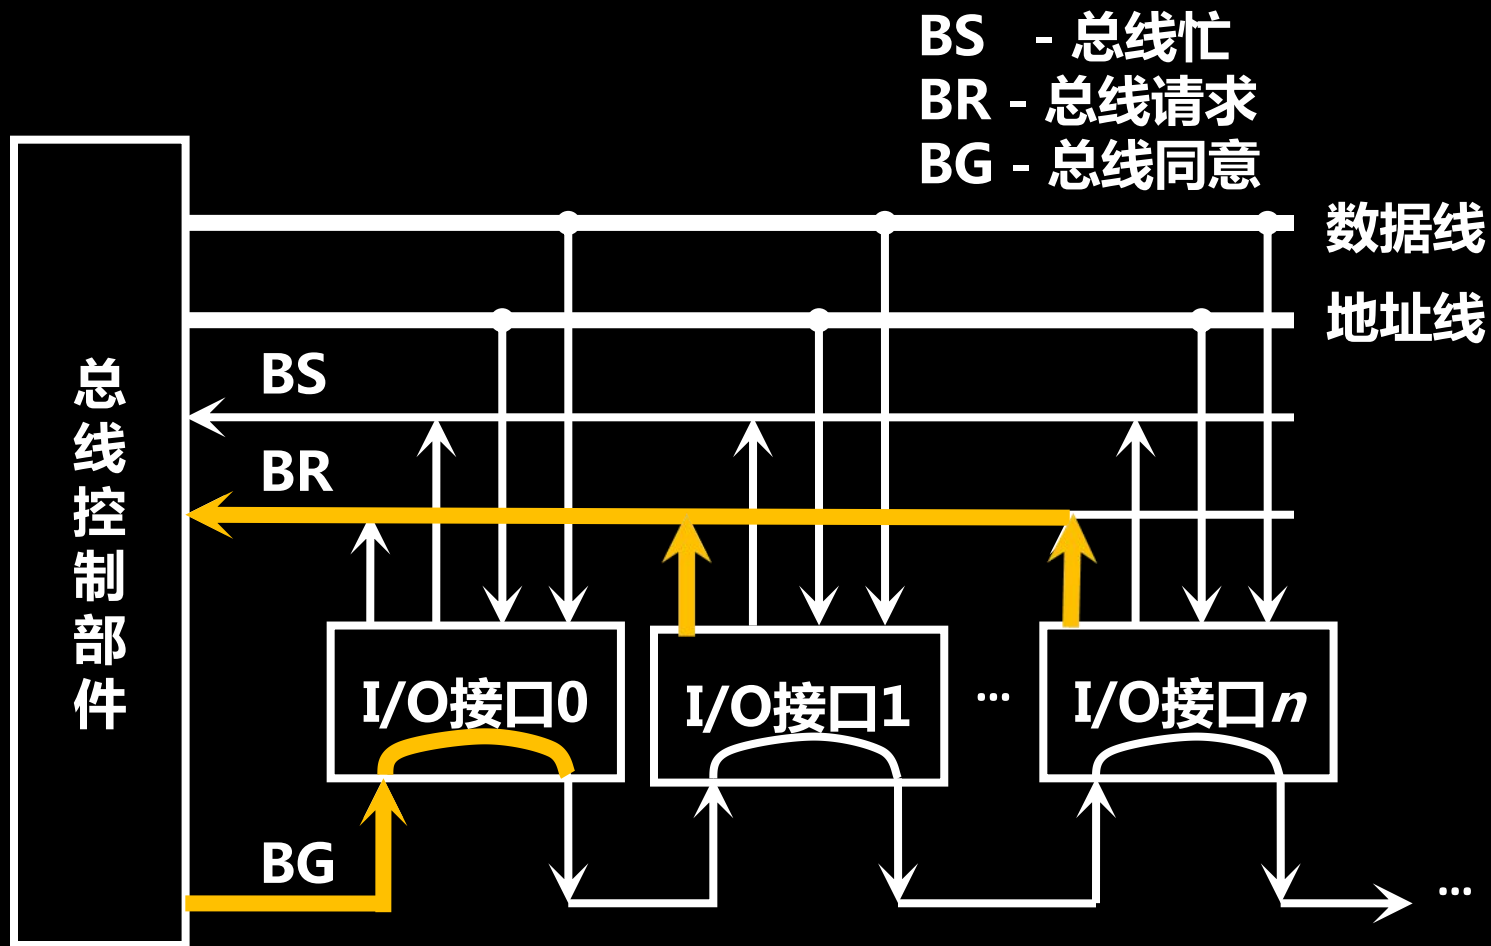 BS - 总线忙
BR - 总线请求
BG - 总线同意
数据线
地址线
总线控制部件
BS
BR
I/O接口0
I/O接口1
...
I/O接口n
BG
...